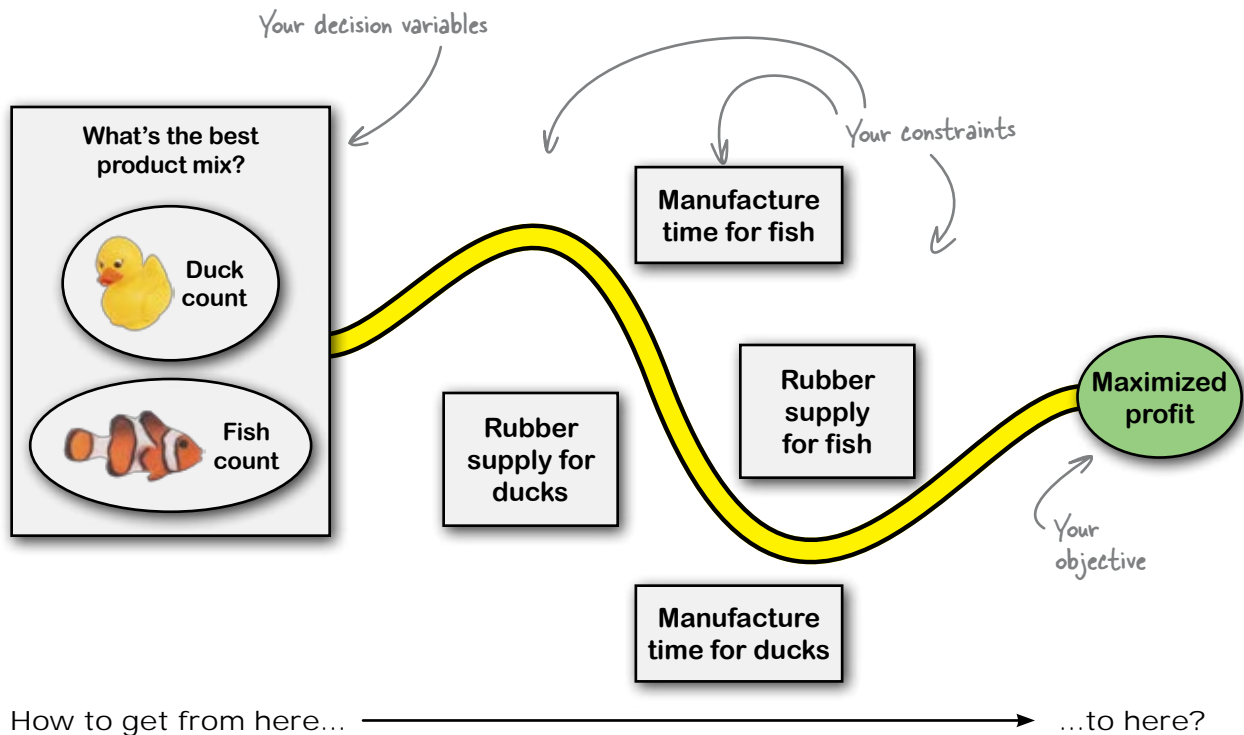 Your decision variables
What's the best
product mix?
Duck
count
Fish
count
Your constraints
Manufacture
time for fish
Rubber
supply for
ducks
Rubber
supply
for fish
Manufacture
time for ducks
Maximized
profit
Your
objective
How to get from here...
...to here?